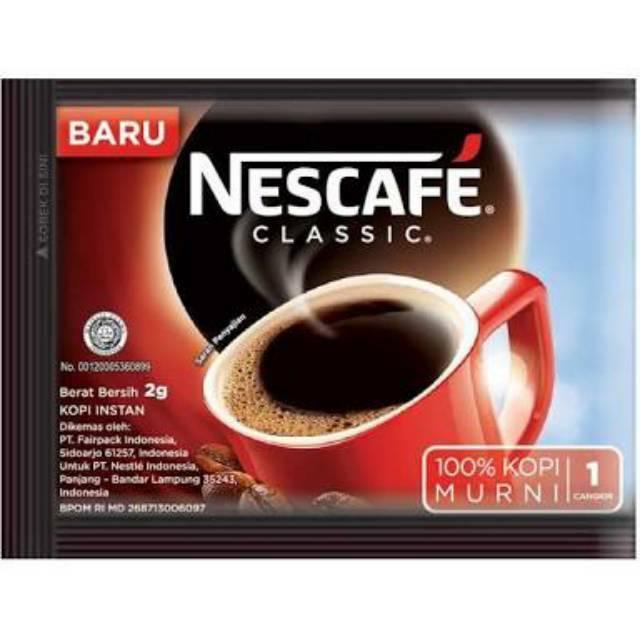 BARU
NESCAFÉ®
CLASSIC®
SOBEK DI SINI
Saran Penyajian
No. 00120005360899
Berat Bersih 2g
KOPI INSTAN
Dikemas oleh:
PT. Fairpack Indonesia,
Sidoarjo 61257, Indonesia
Untuk PT. Nestlé Indonesia,
Panjang - Bandar Lampung 35243,
Indonesia
BPOM RI MD 268713006097
100% KOPI
MURNI
1
CANGKIR